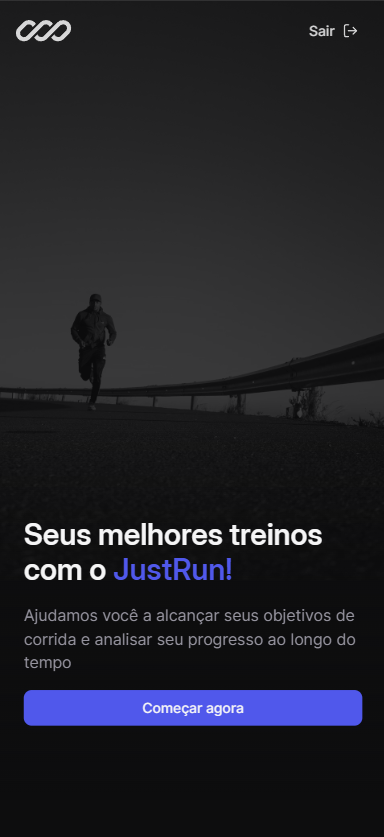 Sair
Seus melhores treinos
com o JustRun!
Ajudamos você a alcançar seus objetivos de
corrida e analisar seu progresso ao longo do
tempo
Começar agora